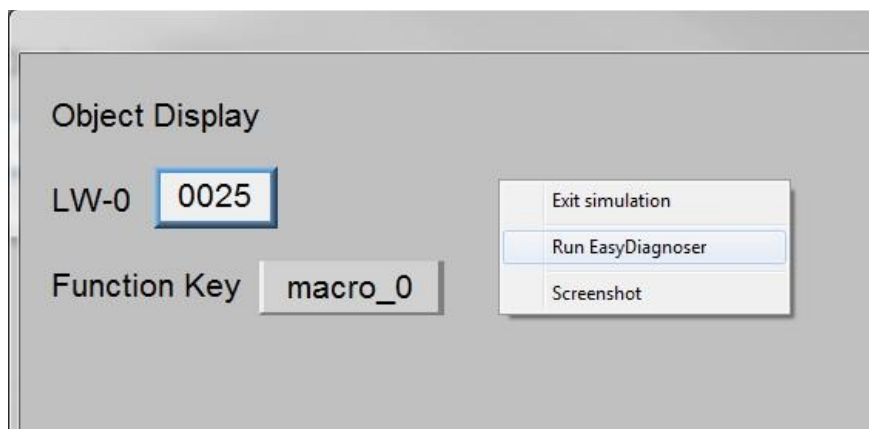 Object Display
LW-0 0025
Function Key macro_0
Exit simulation
Run EasyDiagnoser
Screenshot